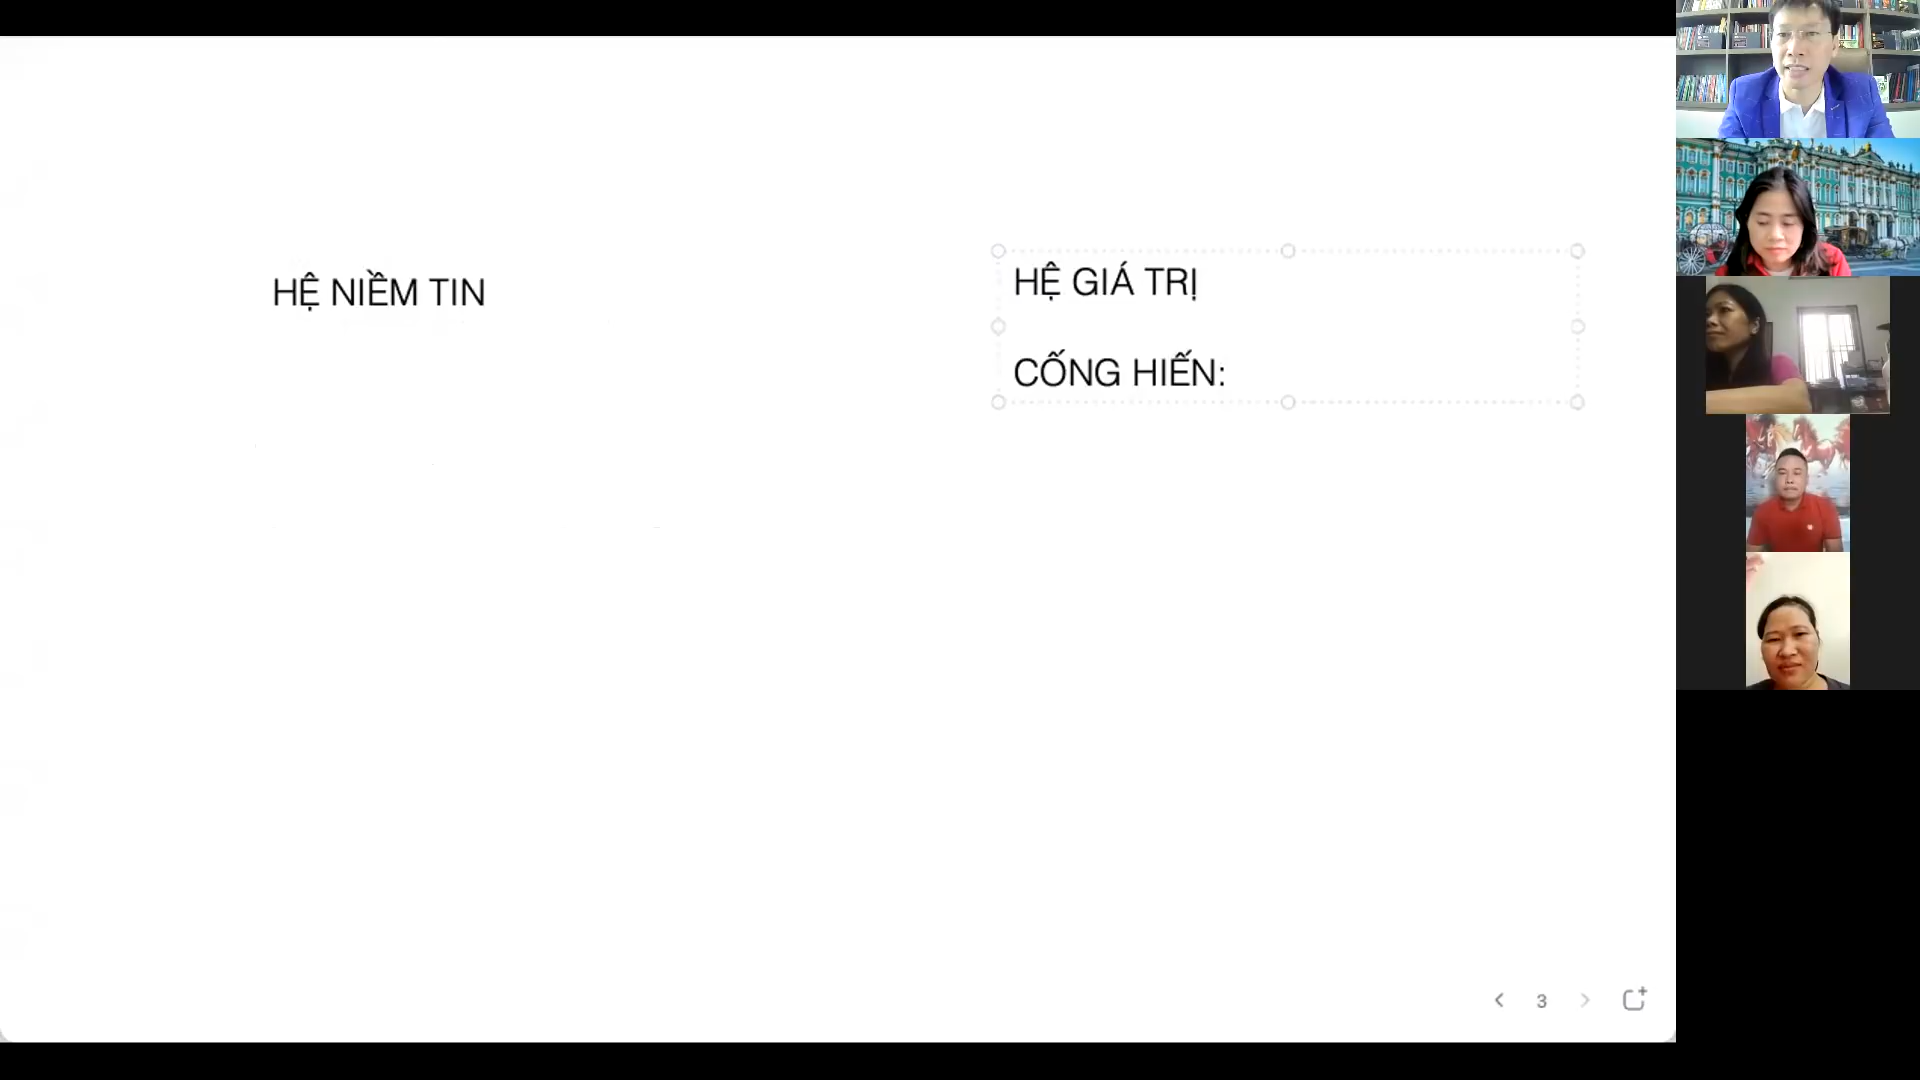 HỆ NIỀM TIN
HỆ GIÁ TRỊ
CỐNG HIẾN:
3